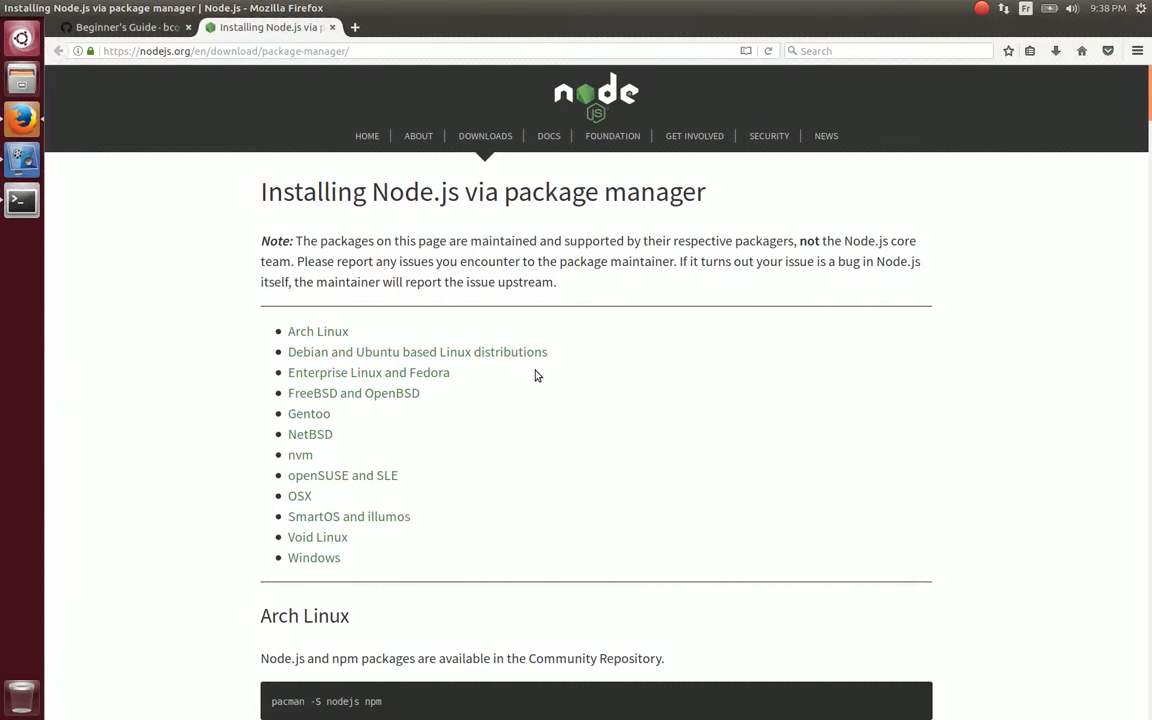 Installing Node.js via package manager | Node.js - Mozilla Firefox
Fr
9:38 PM
Beginner's Guide · bco
Installing Node.js via p
https://nodejs.org/en/download/package-manager/
Search
node
JS
HOME
ABOUT
DOWNLOADS
DOCS
FOUNDATION
GET INVOLVED
SECURITY
NEWS
Installing Node.js via package manager
Note: The packages on this page are maintained and supported by their respective packagers, not the Node.js core
team. Please report any issues you encounter to the package maintainer. If it turns out your issue is a bug in Node.js
itself, the maintainer will report the issue upstream.
Arch Linux
Debian and Ubuntu based Linux distributions
Enterprise Linux and Fedora
FreeBSD and OpenBSD
Gentoo
NetBSD
nvm
openSUSE and SLE
OSX
SmartOS and illumos
Void Linux
Windows
Arch Linux
Node.js and npm packages are available in the Community Repository.
pacman -S nodejs npm